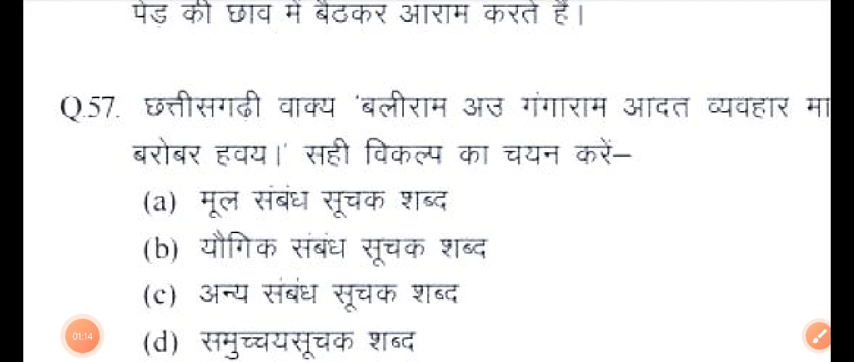 पेड़ की छाव में बैठकर आराम करते हैं।
Q.57. छत्तीसगढ़ी वाक्य 'बलीराम अउ गंगाराम आदत व्यवहार मा
बरोबर हवय।' सही विकल्प का चयन करें–
(a) मूल संबंध सूचक शब्द
(b) यौगिक संबंध सूचक शब्द
(c) अन्य संबंध सूचक शब्द
(d) समुच्चयसूचक शब्द
01:14